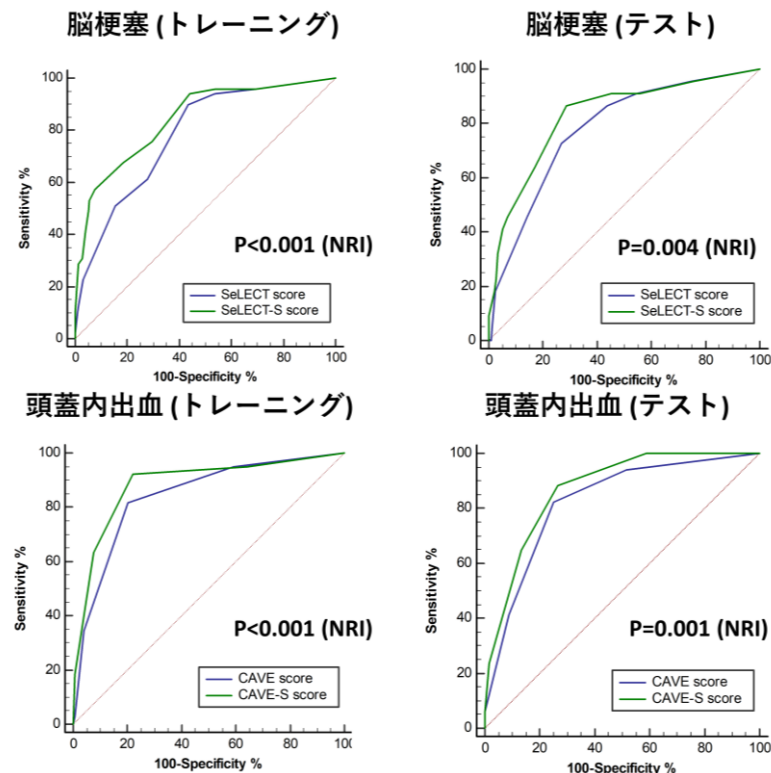 脳梗塞 (トレーニング)
100
80
60
40
20
0
Sensitivity %
P<0.001 (NRI)
SeLECT score
SeLECT-S score
0 20 40 60 80 100
100-Specificity %
脳梗塞 (テスト)
100
80
60
40
20
0
Sensitivity %
P=0.004 (NRI)
SeLECT score
SeLECT-S score
0 20 40 60 80 100
100-Specificity %
頭蓋内出血 (トレーニング)
100
80
60
40
20
0
Sensitivity %
P<0.001 (NRI)
CAVE score
CAVE-S score
0 20 40 60 80 100
100-Specificity %
頭蓋内出血 (テスト)
100
80
60
40
20
0
Sensitivity %
P=0.001 (NRI)
CAVE score
CAVE-S score
0 20 40 60 80 100
100-Specificity %